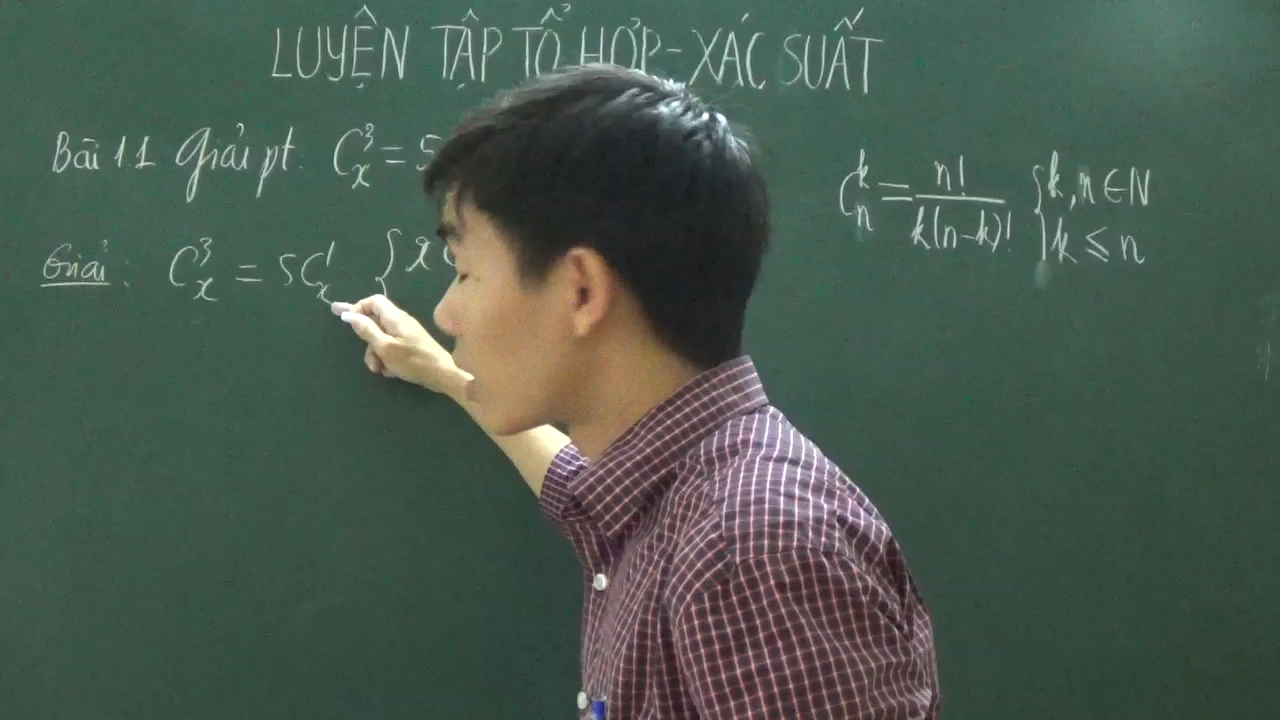 LUYỆN TẬP TỔ HỢP-XÁC SUẤT
Bài 1.1 Giải pt. C_x^3 = 5
C_n^k = n!/k(n-k)! { k, n ∈ N
k ≤ n
Giải: C_x^3 = 5C_x^1 { x